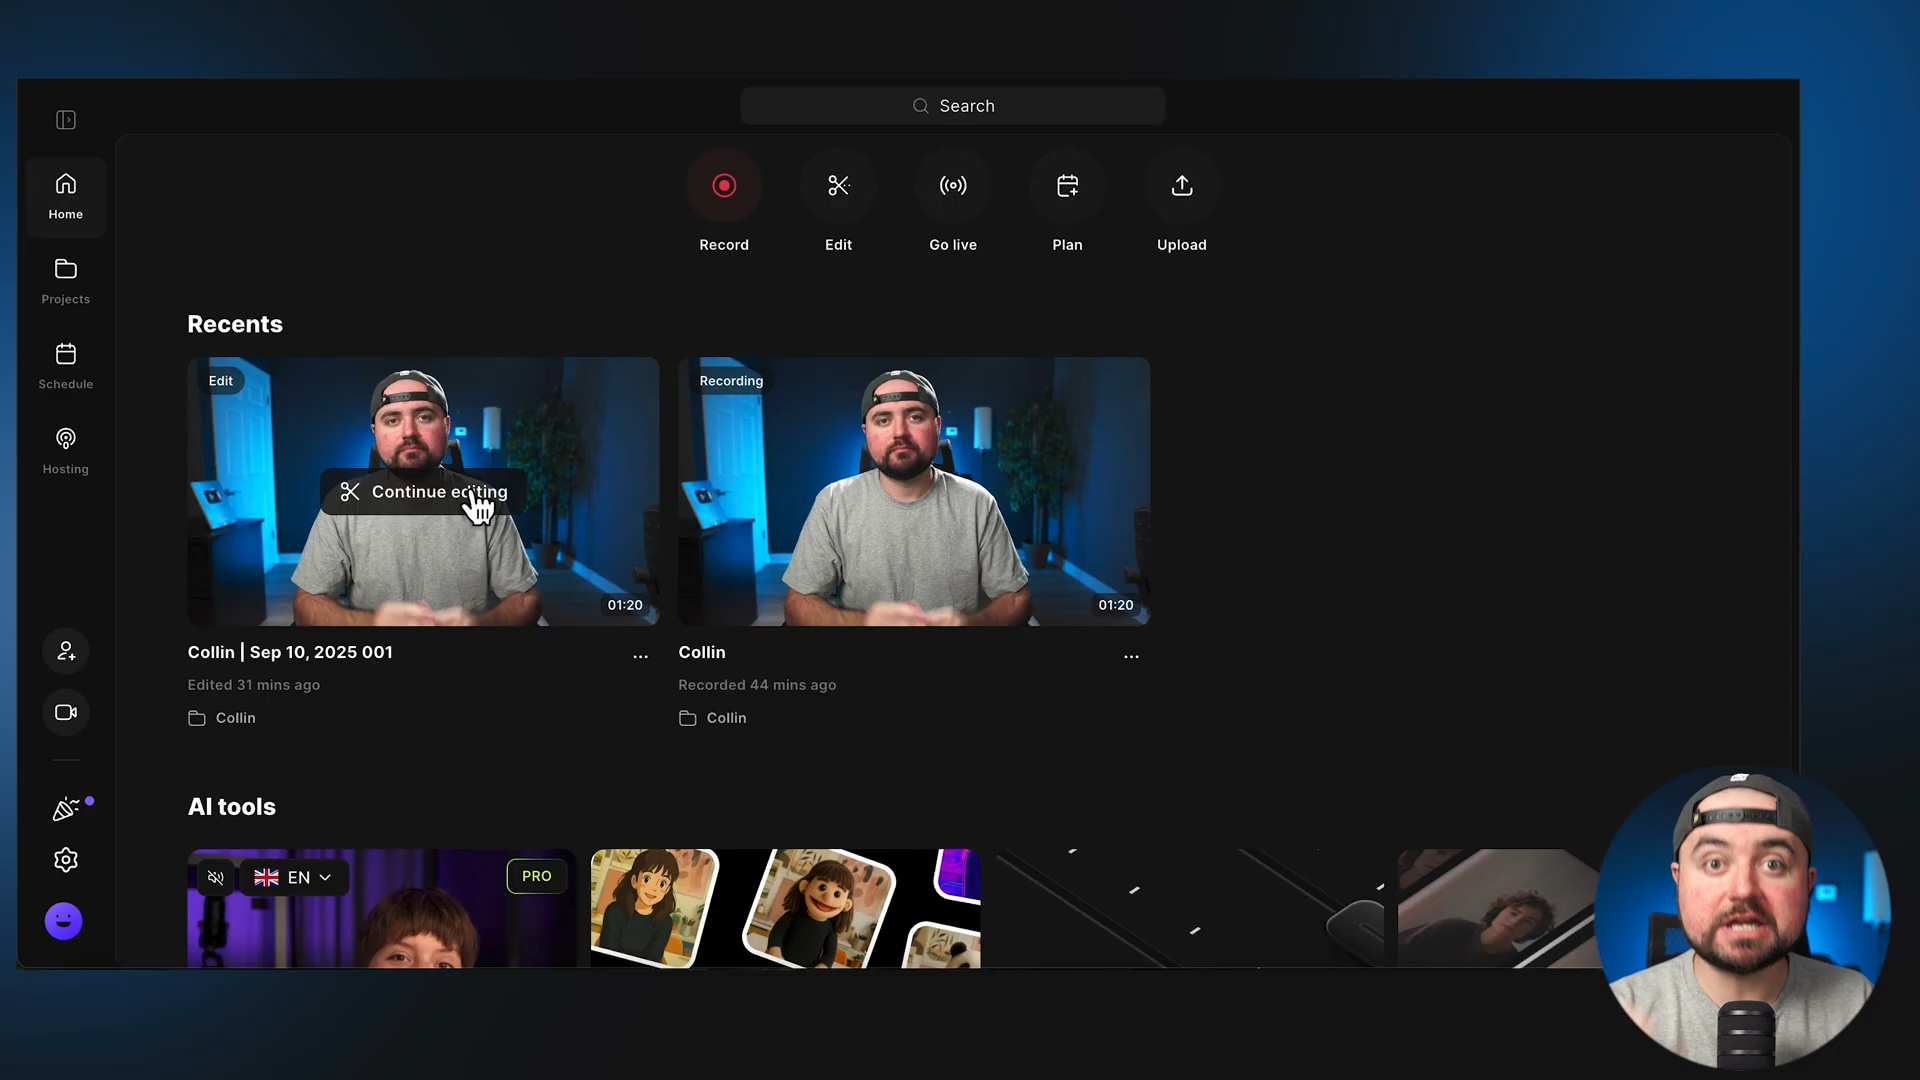 Search
Home
Projects
Schedule
Hosting
Record
Edit
Go live
Plan
Upload
Recents
Edit
Continue editing
01:20
Recording
01:20
Collin | Sep 10, 2025 001
...
Edited 31 mins ago
Collin
Collin
...
Recorded 44 mins ago
Collin
AI tools
EN
PRO